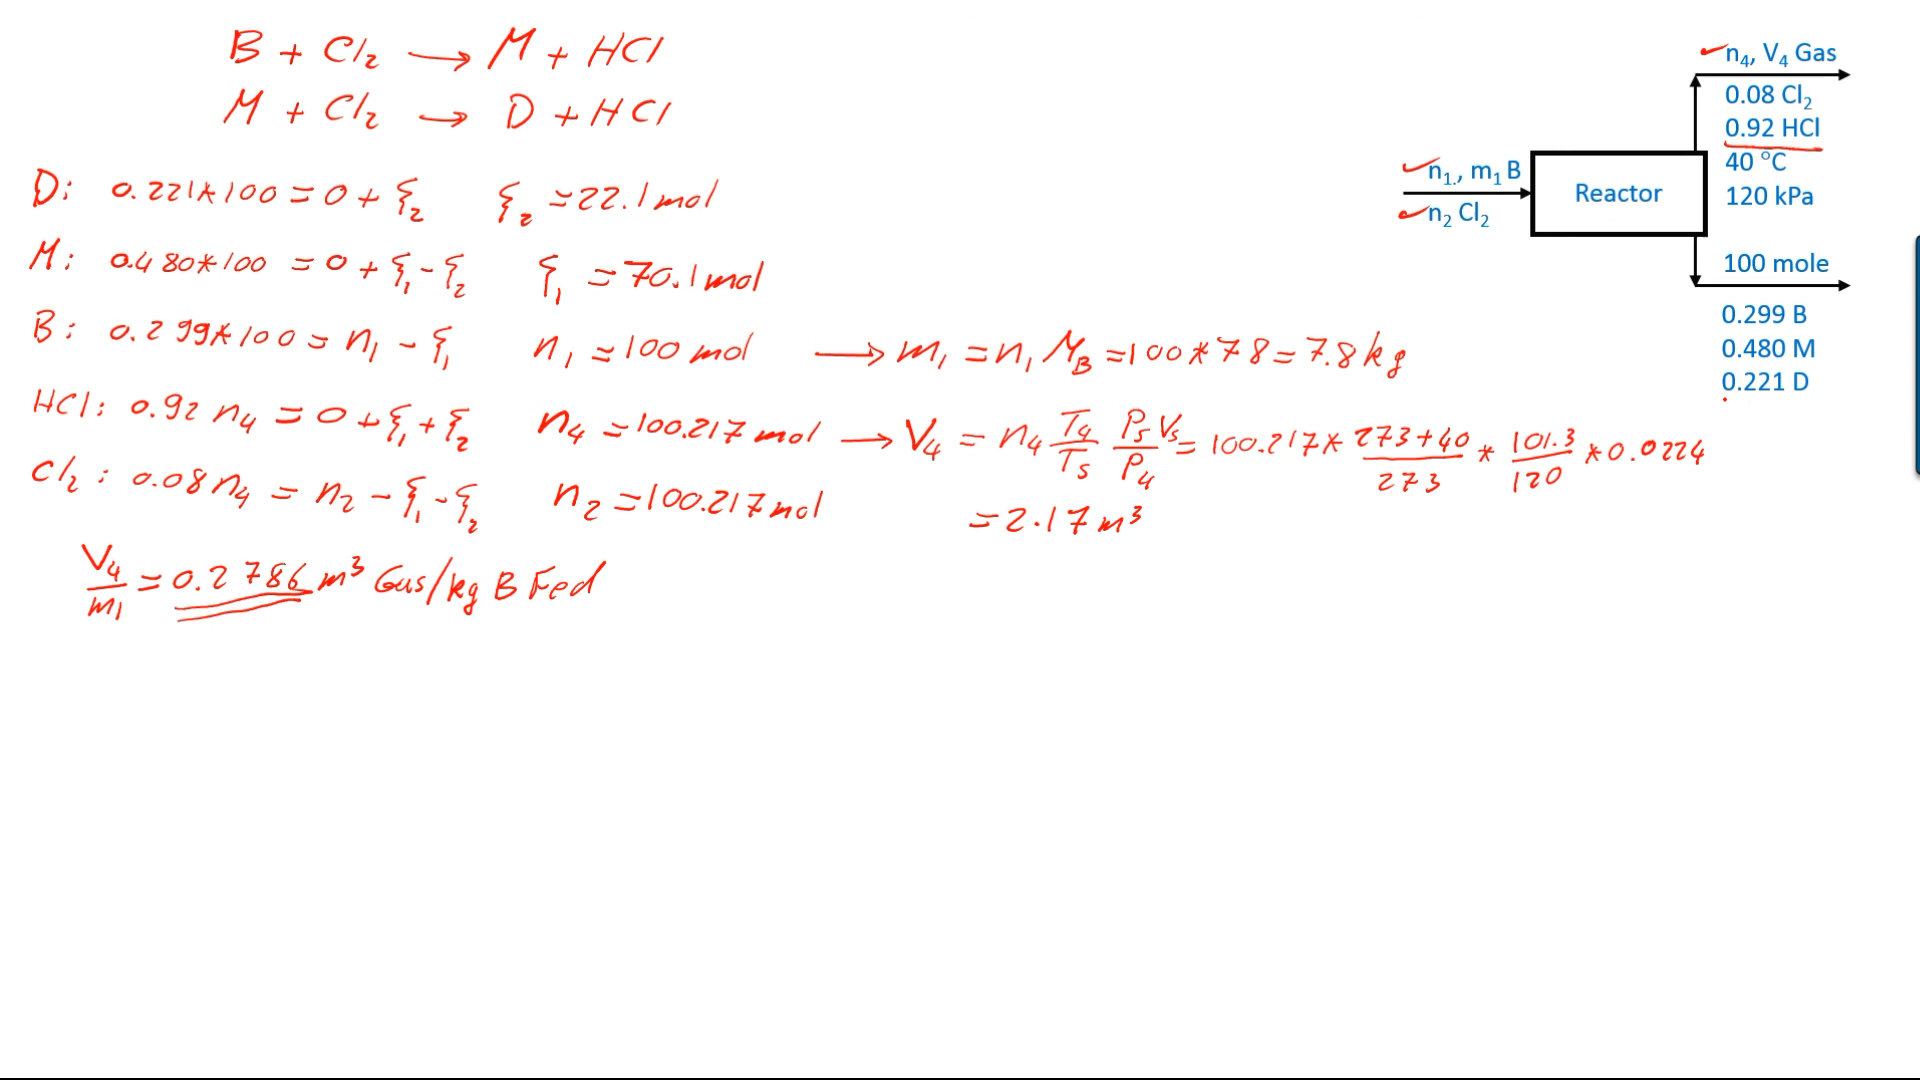 B + Cl₂ → M + HCl
M + Cl₂ → D + HCl
D: 0.221*100 = 0 + ξ₂    ξ₂ = 22.1 mol
M: 0.480*100 = 0 + ξ₁ - ξ₂    ξ₁ = 70.1 mol
B: 0.299*100 = n₁ - ξ₁    n₁ = 100 mol → m₁ = n₁ M_B = 100*78 = 7.8 kg
HCl: 0.92 n₄ = 0 + ξ₁ + ξ₂    n₄ = 100.217 mol → V₄ = n₄ T₄/Ts Ps/P₄ Vs = 100.217 * (273+40)/273 * 101.3/120 * 0.0224
Cl₂: 0.08 n₄ = n₂ - ξ₁ - ξ₂    n₂ = 100.217 mol    = 2.17 m³
V₄/m₁ = 0.2786 m³ Gas/kg B Fed
n₄, V₄ Gas
0.08 Cl₂
0.92 HCl
40 °C
120 kPa
n₁., m₁ B
n₂ Cl₂
Reactor
100 mole
0.299 B
0.480 M
0.221 D